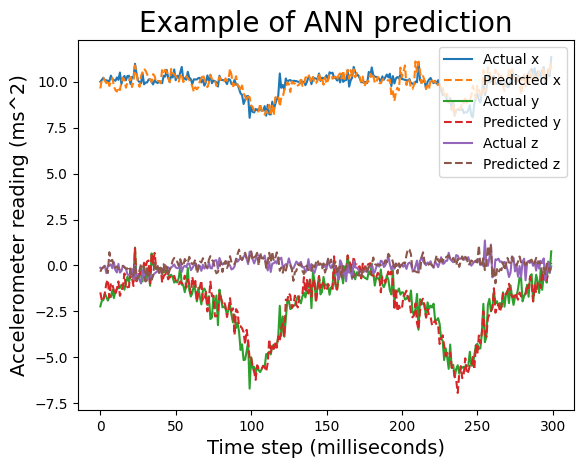 Example of ANN prediction
Accelerometer reading (ms^2)
10.0
7.5
5.0
2.5
0.0
−2.5
−5.0
−7.5
Actual x
Predicted x
Actual y
Predicted y
Actual z
Predicted z
0 50 100 150 200 250 300
Time step (milliseconds)